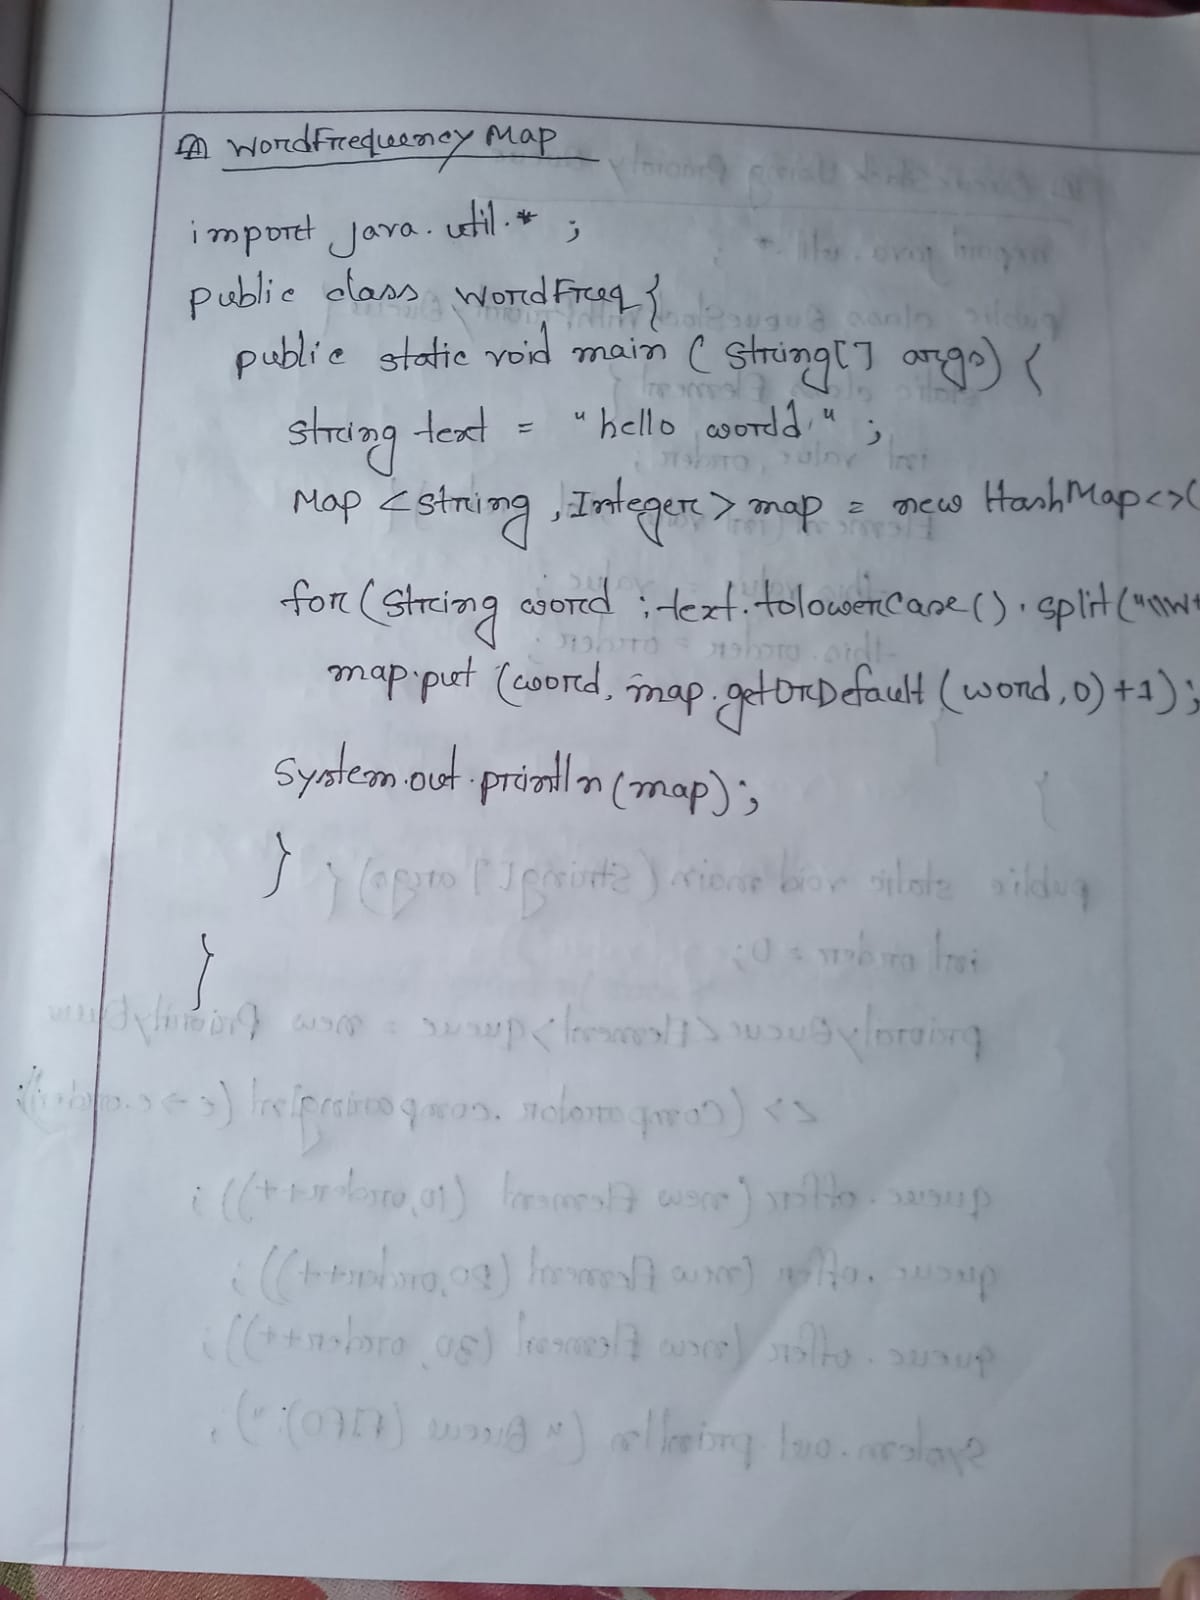 WordFrequency Map
import java.util.* ;
public class WordFreq {
public static void main ( String[] args) {
String text = "hello world" ;
Map <String , Integer> map = new HashMap<>(
for (String word : text.toLowerCase() . split("\\W+
map.put (word, map.getOrDefault (word, 0) +1);
System.out.println (map);
}
}